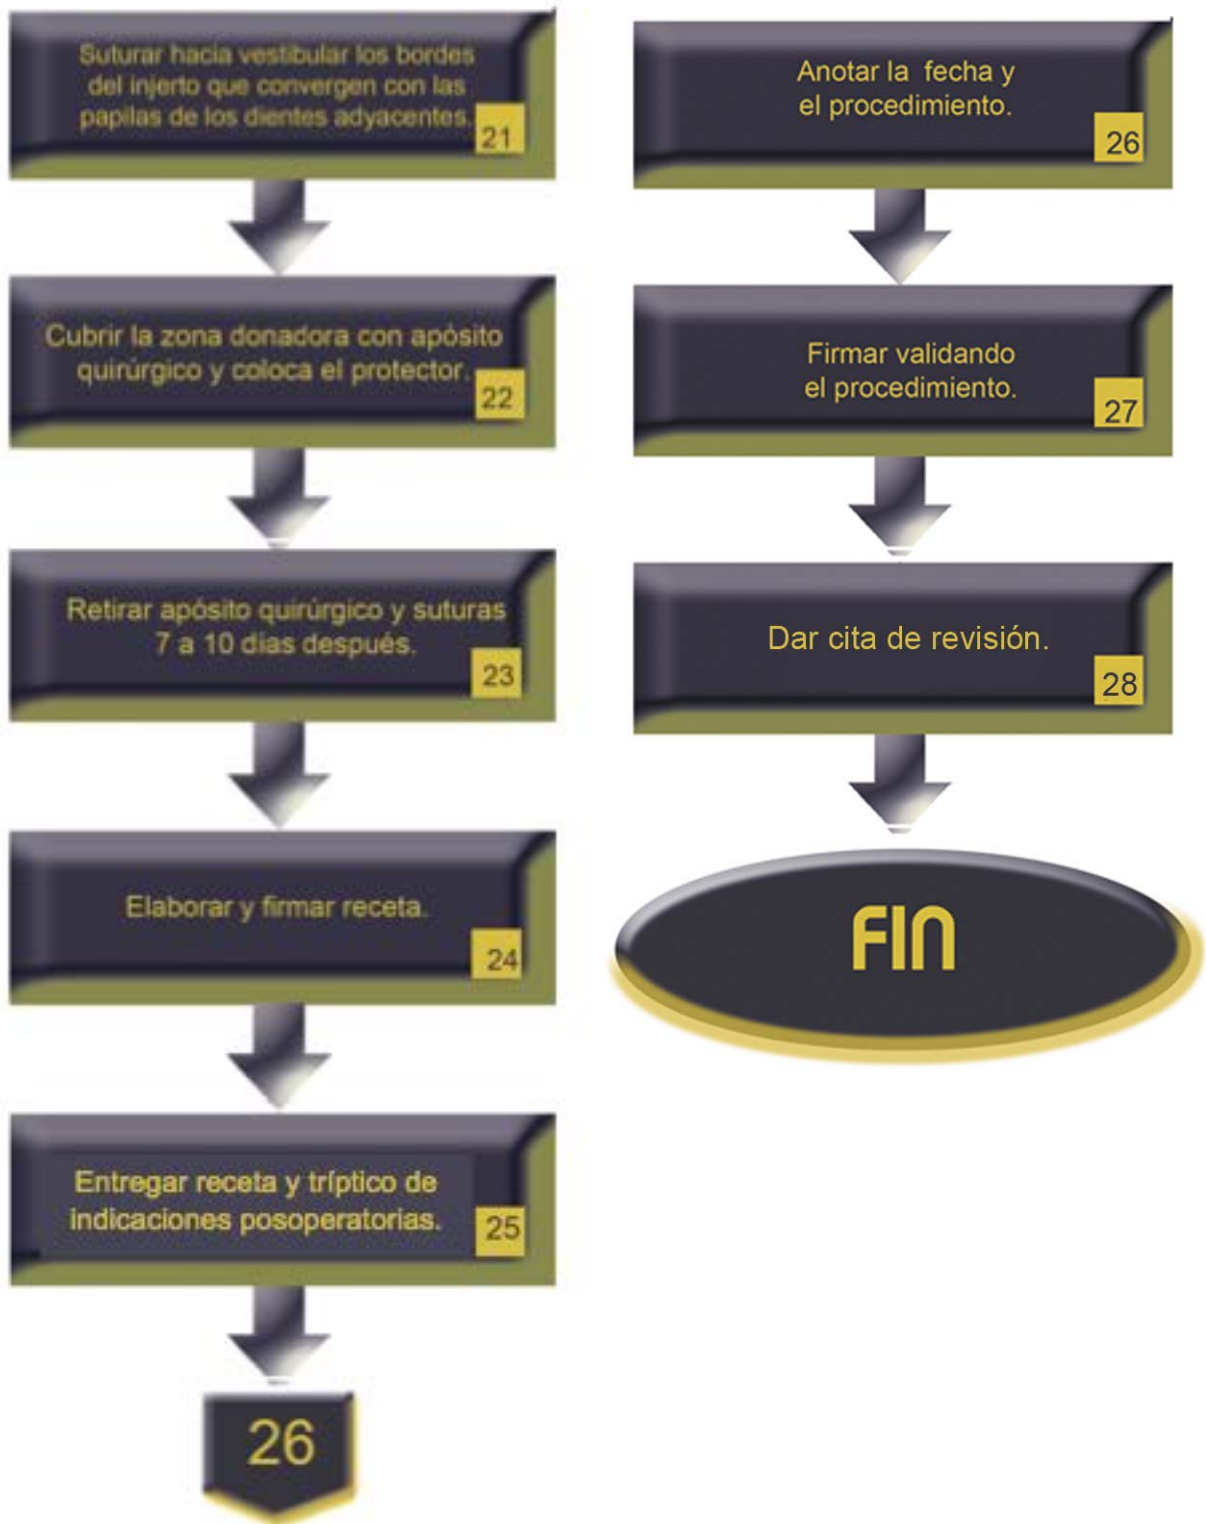 Suturar hacia vestibular los bordes
del injerto que convergen con las
papilas de los dientes adyacentes.
21
Cubrir la zona donadora con apósito
quirúrgico y coloca el protector.
22
Retirar apósito quirúrgico y suturas
7 a 10 dias después.
23
Elaborar y firmar receta.
24
Entregar receta y tríptico de
indicaciones posoperatorias.
25
26
Anotar la fecha y
el procedimiento.
26
Firmar validando
el procedimiento.
27
Dar cita de revisión.
28
FIN